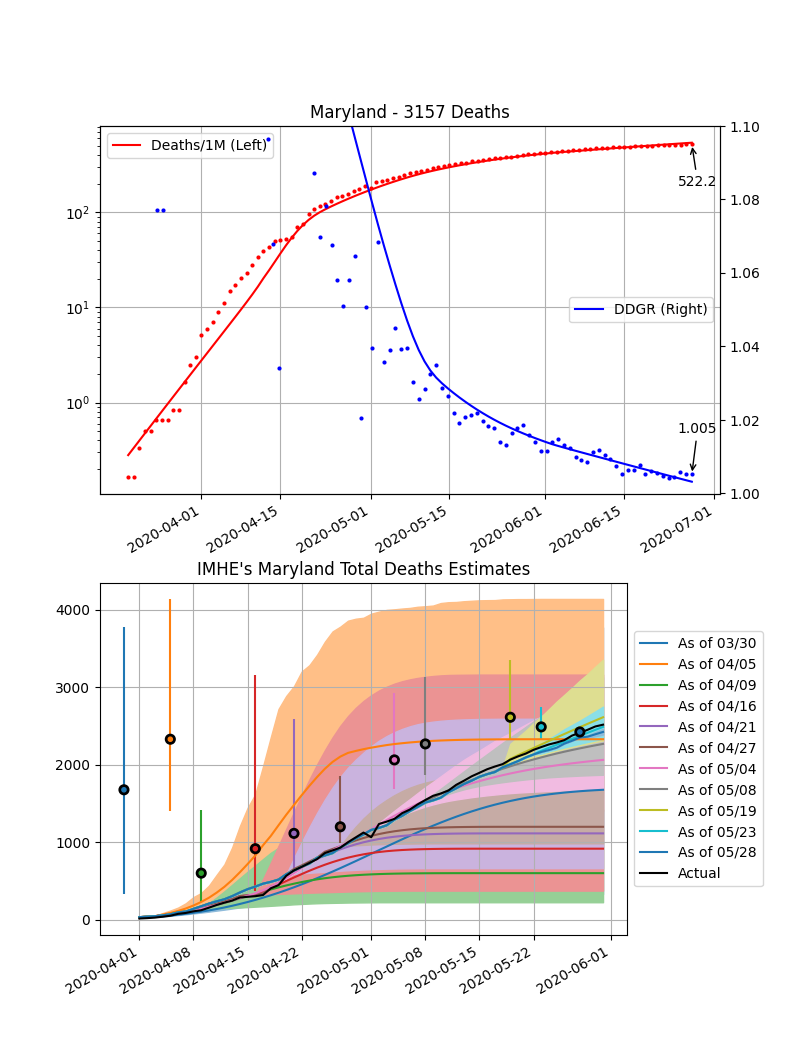 Maryland - 3157 Deaths
Deaths/1M (Left)
DDGR (Right)
522.2
1.005
10²
10¹
10⁰
1.10
1.08
1.06
1.04
1.02
1.00
2020-04-01
2020-04-15
2020-05-01
2020-05-15
2020-06-01
2020-06-15
2020-07-01
IMHE's Maryland Total Deaths Estimates
4000
3000
2000
1000
0
2020-04-01
2020-04-08
2020-04-15
2020-04-22
2020-05-01
2020-05-08
2020-05-15
2020-05-22
2020-06-01
As of 03/30
As of 04/05
As of 04/09
As of 04/16
As of 04/21
As of 04/27
As of 05/04
As of 05/08
As of 05/19
As of 05/23
As of 05/28
Actual